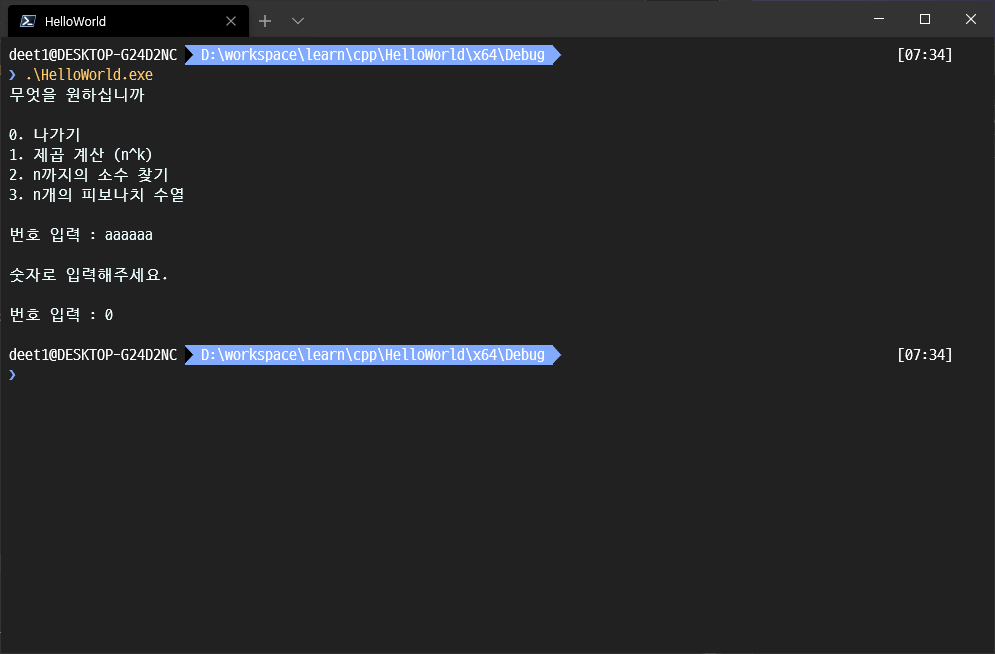 HelloWorld
deet1@DESKTOP-G24D2NC D:\workspace\learn\cpp\HelloWorld\x64\Debug [07:34]
❯ .\HelloWorld.exe
무엇을 원하십니까
0. 나가기
1. 제곱 계산 (n^k)
2. n까지의 소수 찾기
3. n개의 피보나치 수열
번호 입력 : aaaaaa
숫자로 입력해주세요.
번호 입력 : 0
deet1@DESKTOP-G24D2NC D:\workspace\learn\cpp\HelloWorld\x64\Debug [07:34]
❯